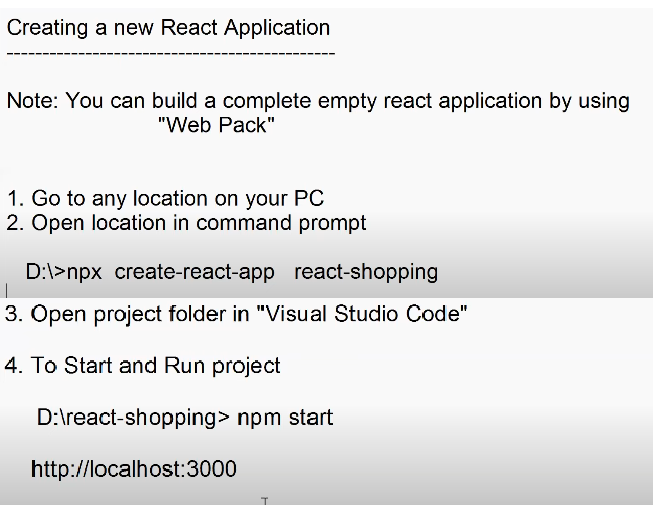 Creating a new React Application
----------------------------------------------
Note: You can build a complete empty react application by using
"Web Pack"
1. Go to any location on your PC
2. Open location in command prompt
D:\>npx  create-react-app   react-shopping
3. Open project folder in "Visual Studio Code"
4. To Start and Run project
D:\react-shopping> npm start
http://localhost:3000